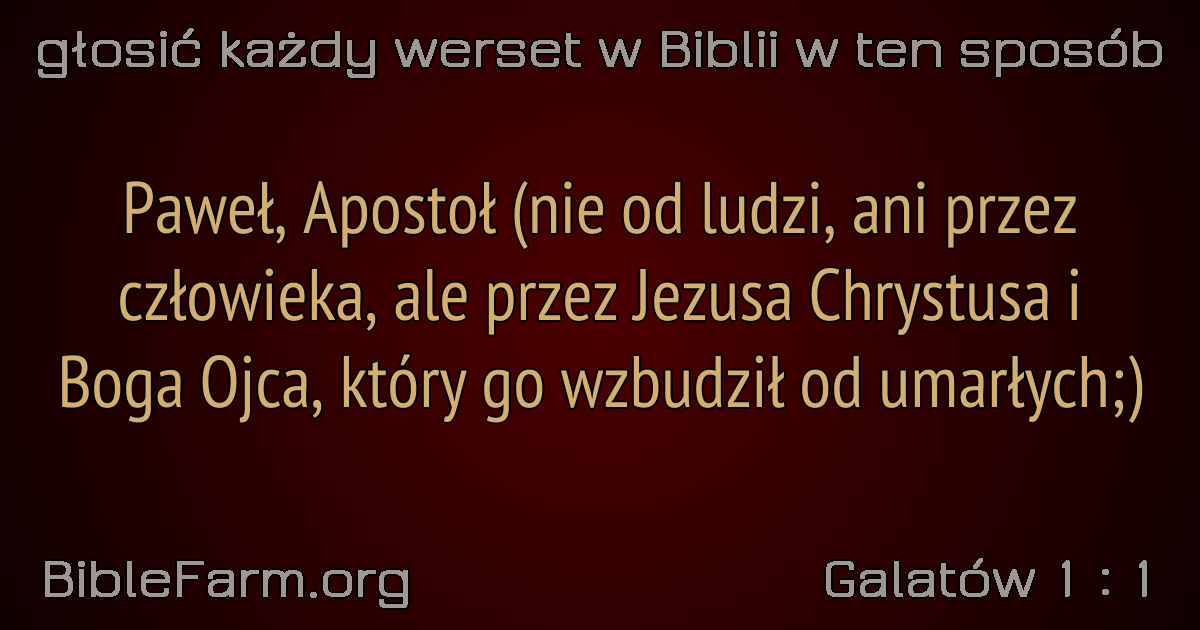 głosić każdy werset w Biblii w ten sposób
Paweł, Apostoł (nie od ludzi, ani przez
człowieka, ale przez Jezusa Chrystusa i
Boga Ojca, który go wzbudził od umarłych;)
BibleFarm.org
Galatów 1 : 1